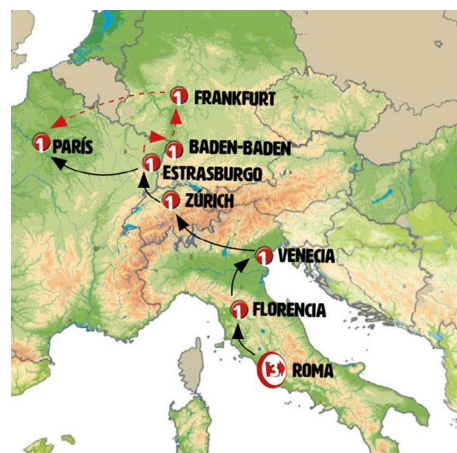 1 FRANKFURT
1 PARÍS
1 BADEN-BADEN
1 ESTRASBURGO
1 ZÚRICH
1 VENECIA
1 FLORENCIA
3 ROMA